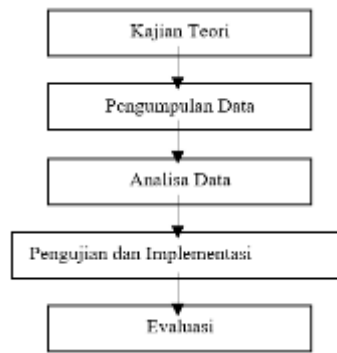 Kajian Teori
Pengumpulan Data
Analisa Data
Pengujian dan Implementasi
Evaluasi